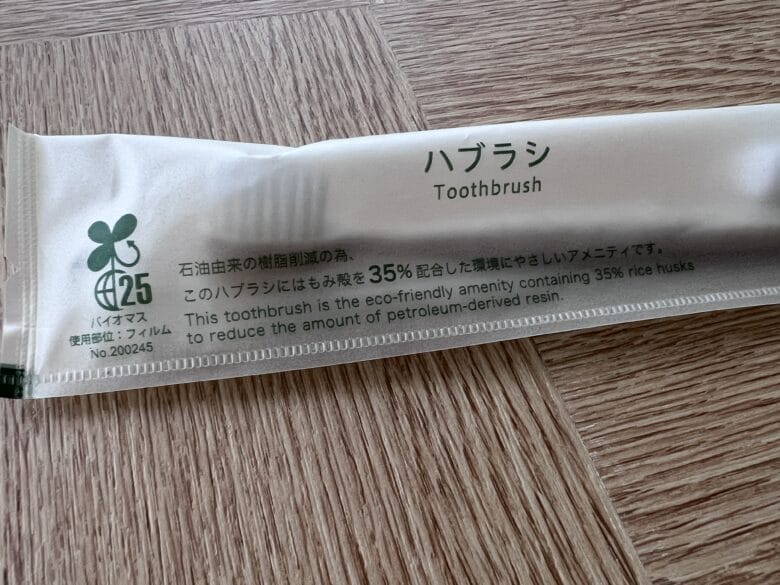 ハブラシ
Toothbrush
石油由来の樹脂削減の為、
このハブラシにはもみ殻を35%配合した環境にやさしいアメニティです。
This toothbrush is the eco-friendly amenity containing 35% rice husks
to reduce the amount of petroleum-derived resin.
25
バイオマス
使用部位:フィルム
No.200245